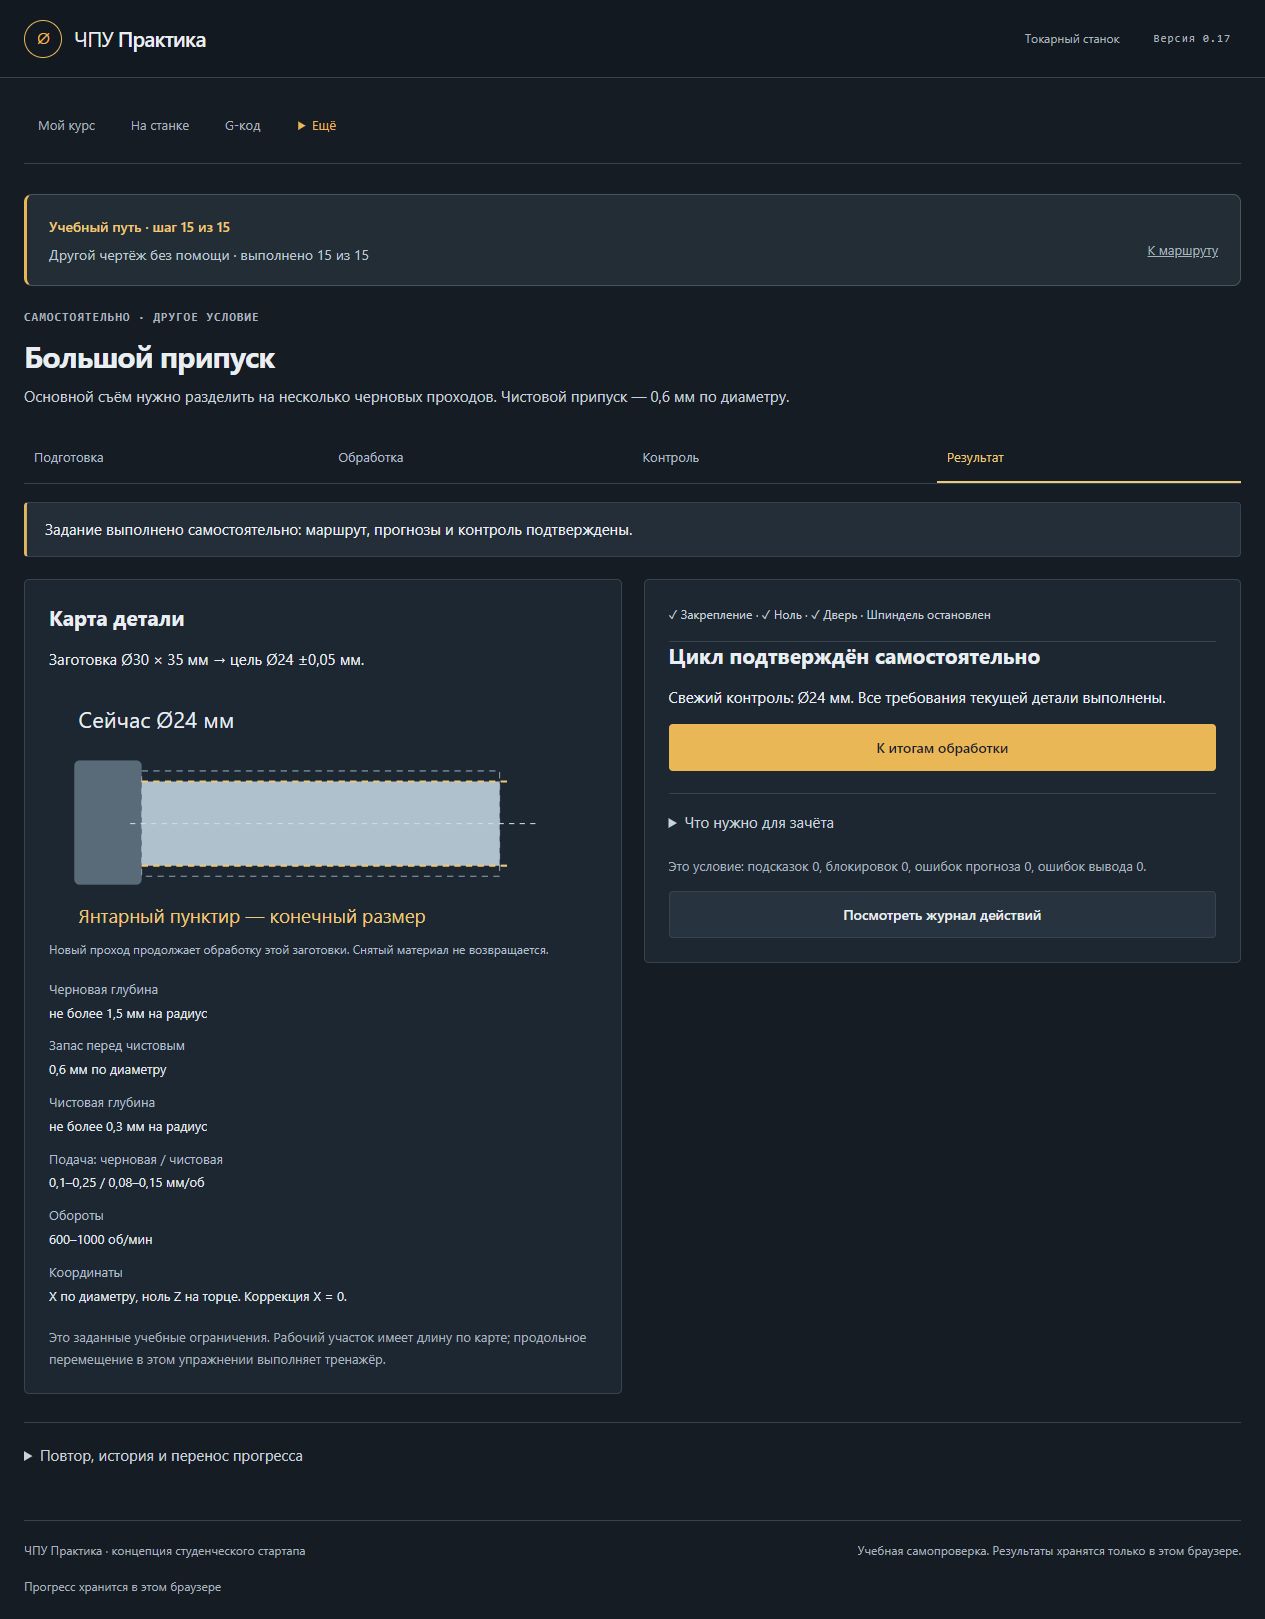 Ø ЧПУ Практика
Токарный станок
Версия 0.17
Мой курс
На станке
G-код
▶ Ещё
Учебный путь · шаг 15 из 15
Другой чертёж без помощи · выполнено 15 из 15
К маршруту
САМОСТОЯТЕЛЬНО · ДРУГОЕ УСЛОВИЕ
Большой припуск
Основной съём нужно разделить на несколько черновых проходов. Чистовой припуск — 0,6 мм по диаметру.
Подготовка
Обработка
Контроль
Результат
Задание выполнено самостоятельно: маршрут, прогнозы и контроль подтверждены.
Карта детали
Заготовка Ø30 × 35 мм → цель Ø24 ±0,05 мм.
Сейчас Ø24 мм
Янтарный пунктир — конечный размер
Новый проход продолжает обработку этой заготовки. Снятый материал не возвращается.
Черновая глубина
не более 1,5 мм на радиус
Запас перед чистовым
0,6 мм по диаметру
Чистовая глубина
не более 0,3 мм на радиус
Подача: черновая / чистовая
0,1–0,25 / 0,08–0,15 мм/об
Обороты
600–1000 об/мин
Координаты
X по диаметру, ноль Z на торце. Коррекция X = 0.
Это заданные учебные ограничения. Рабочий участок имеет длину по карте; продольное
перемещение в этом упражнении выполняет тренажёр.
✓ Закрепление · ✓ Ноль · ✓ Дверь · Шпиндель остановлен
Цикл подтверждён самостоятельно
Свежий контроль: Ø24 мм. Все требования текущей детали выполнены.
К итогам обработки
▶ Что нужно для зачёта
Это условие: подсказок 0, блокировок 0, ошибок прогноза 0, ошибок вывода 0.
Посмотреть журнал действий
▶ Повтор, история и перенос прогресса
ЧПУ Практика · концепция студенческого стартапа
Учебная самопроверка. Результаты хранятся только в этом браузере.
Прогресс хранится в этом браузере